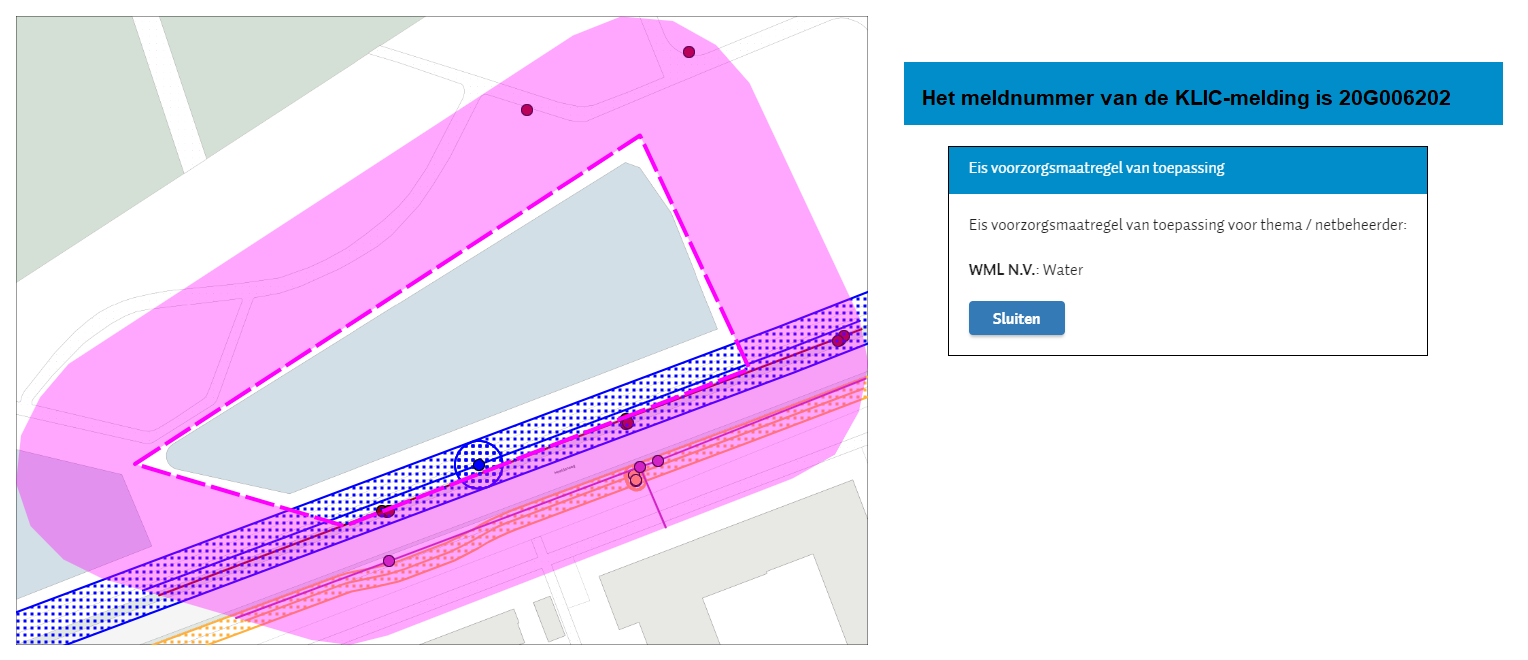 Het meldnummer van de KLIC-melding is 20G006202
Eis voorzorgsmaatregel van toepassing
Eis voorzorgsmaatregel van toepassing voor thema / netbeheerder:
WML N.V.: Water
Sluiten